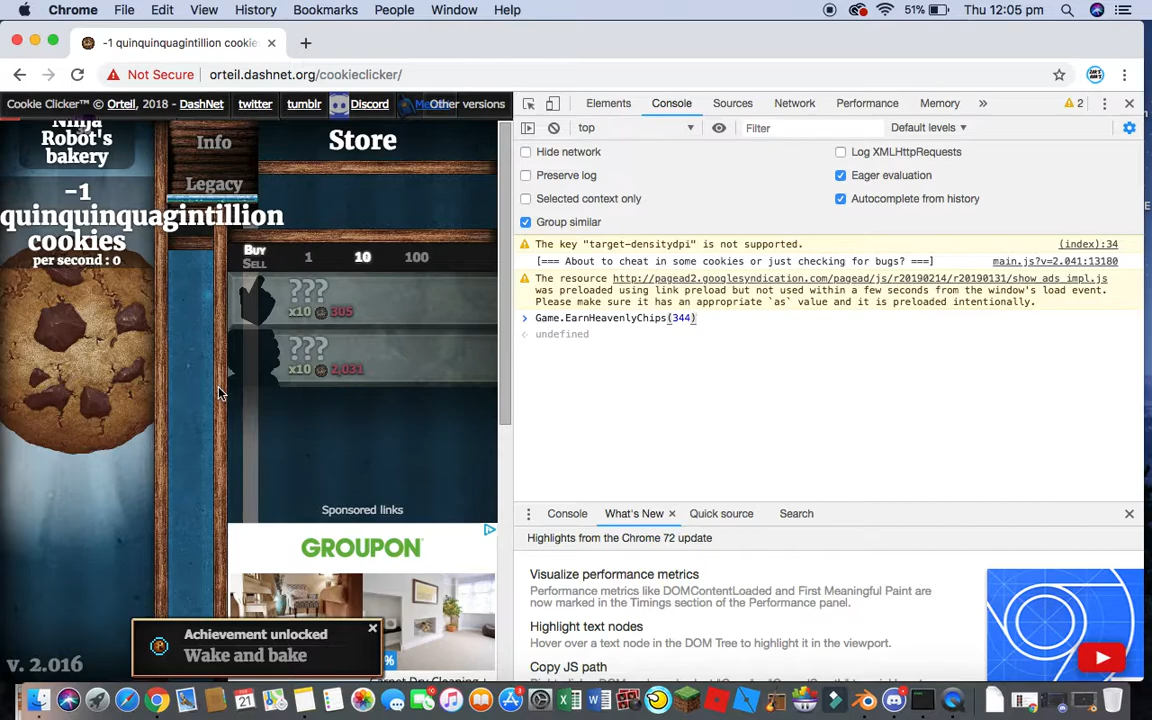 Chrome File Edit View History Bookmarks People Window Help 51% Thu 12:05 pm
-1 quinquinquagintillion cookie
Not Secure orteil.dashnet.org/cookieclicker/
Cookie Clicker™ © Orteil, 2018 - DashNet twitter tumblr Discord Other versions
Elements Console Sources Network Performance Memory » 2
top Filter Default levels
Hide network Log XMLHttpRequests
Preserve log Eager evaluation
Selected context only Autocomplete from history
Group similar
The key "target-densitydpi" is not supported. (index):34
[=== About to cheat in some cookies or just checking for bugs? ===] main.js?v=2.041:13180
The resource http://pagead2.googlesyndication.com/pagead/js/r20190214/r20190131/show_ads_impl.js
was preloaded using link preload but not used within a few seconds from the window's load event.
Please make sure it has an appropriate `as` value and it is preloaded intentionally.
> Game.EarnHeavenlyChips(344)
undefined
Ninja
Robot's
bakery
-1
quinquinquagintillion
cookies
per second : 0
Info
Legacy
Store
BUY
SELL
1 10 100
???
x10 305
???
x10 2,031
Sponsored links
GROUPON
Achievement unlocked
Wake and bake
v. 2.016
Console What's New Quick source Search
Highlights from the Chrome 72 update
Visualize performance metrics
Performance metrics like DOMContentLoaded and First Meaningful Paint are
now marked in the Timings section of the Performance panel.
Highlight text nodes
Hover over a text node in the DOM Tree to highlight it in the viewport.
Copy JS path